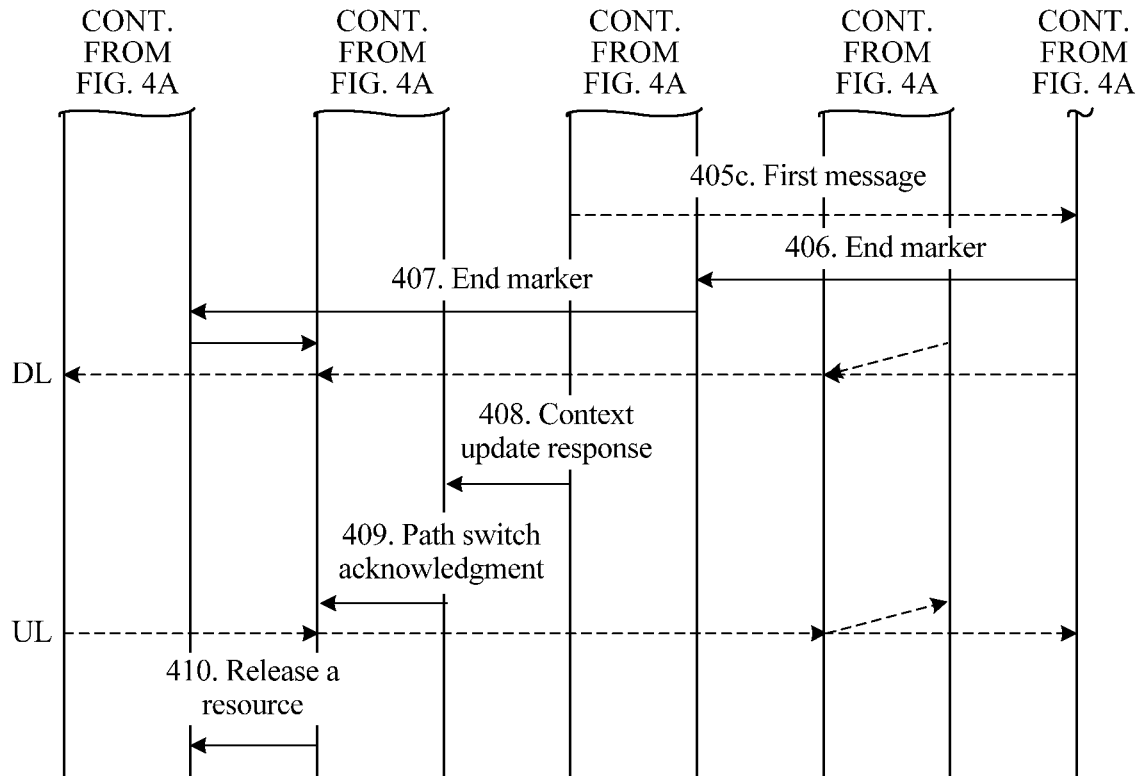 CONT.
FROM
FIG. 4A
CONT.
FROM
FIG. 4A
CONT.
FROM
FIG. 4A
CONT.
FROM
FIG. 4A
CONT.
FROM
FIG. 4A
405c. First message
406. End marker
407. End marker
DL
408. Context
update response
409. Path switch
acknowledgment
UL
410. Release a
resource